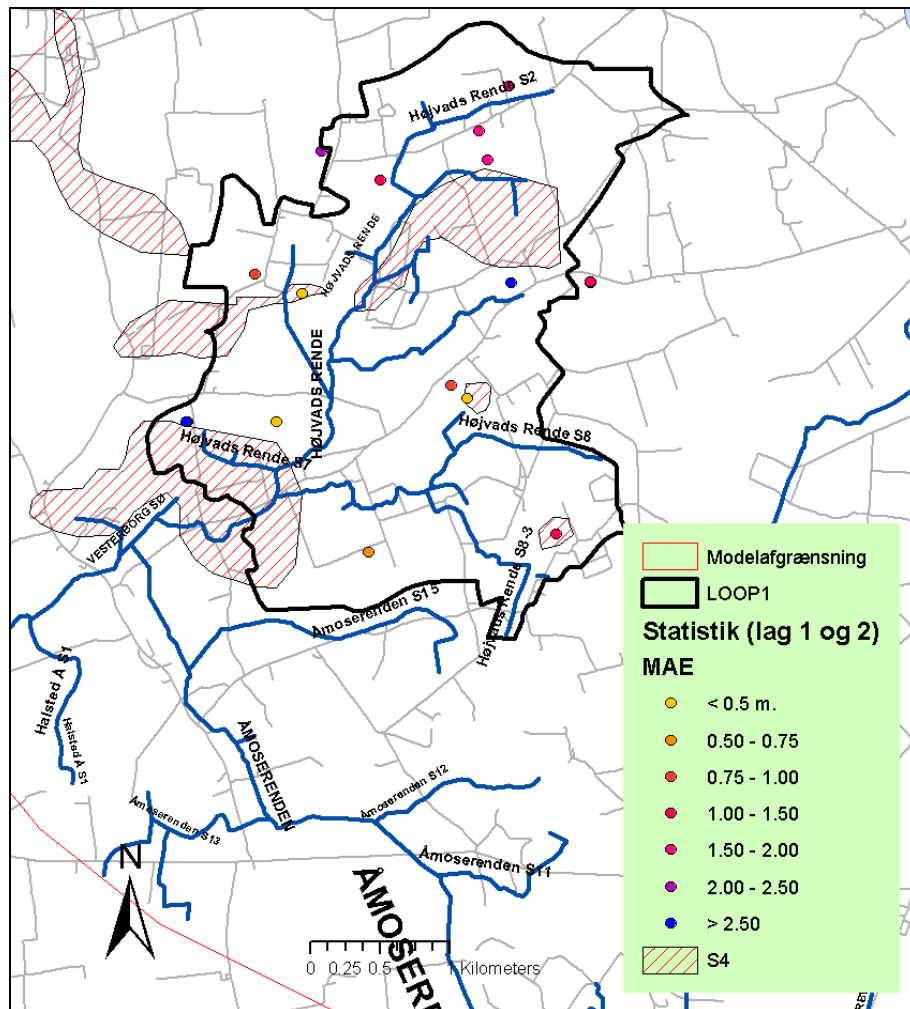 Højvads Rende S2
HØJVADS RENDE
HØJVADS RENDE
Højvads Rende S8
Højvads Rende S7
VESTERBORG SØ
Højvads Rende S8-3
Åmoserenden S15
Halsted Å S1
Halsted Å S1
ÅMOSERENDEN
Åmoserenden S12
Åmoserenden S13
Åmoserenden S11
N
0 0.25 0.5 1 Kilometers
Modelafgrænsning
LOOP1
Statistik (lag 1 og 2)
MAE
< 0.5 m.
0.50 - 0.75
0.75 - 1.00
1.00 - 1.50
1.50 - 2.00
2.00 - 2.50
> 2.50
S4